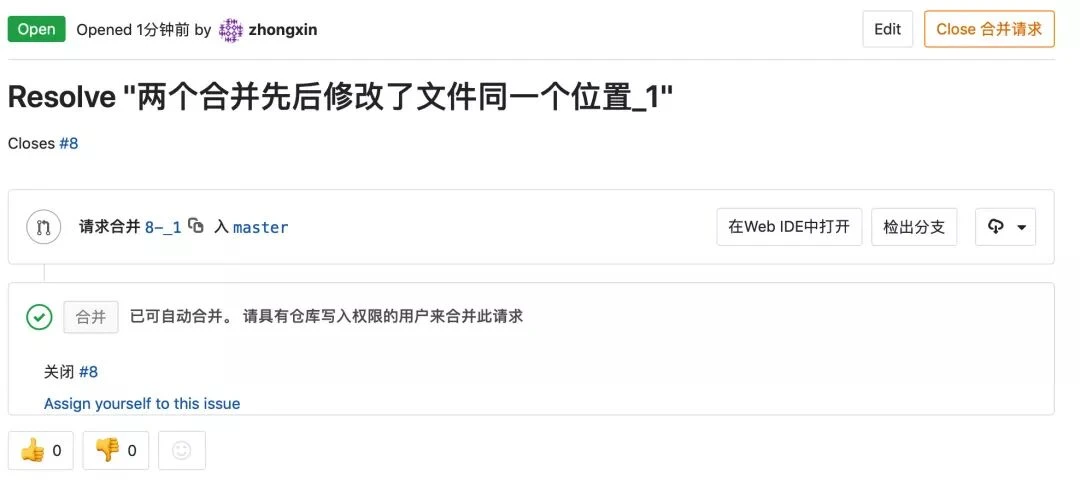 Open Opened 1分钟前 by zhongxin Edit Close 合并请求
Resolve "两个合并先后修改了文件同一个位置_1"
Closes #8
请求合并 8-_1 入 master 在Web IDE中打开 检出分支
合并 已可自动合并。 请具有仓库写入权限的用户来合并此请求
关闭 #8
Assign yourself to this issue
👍 0 👎 0